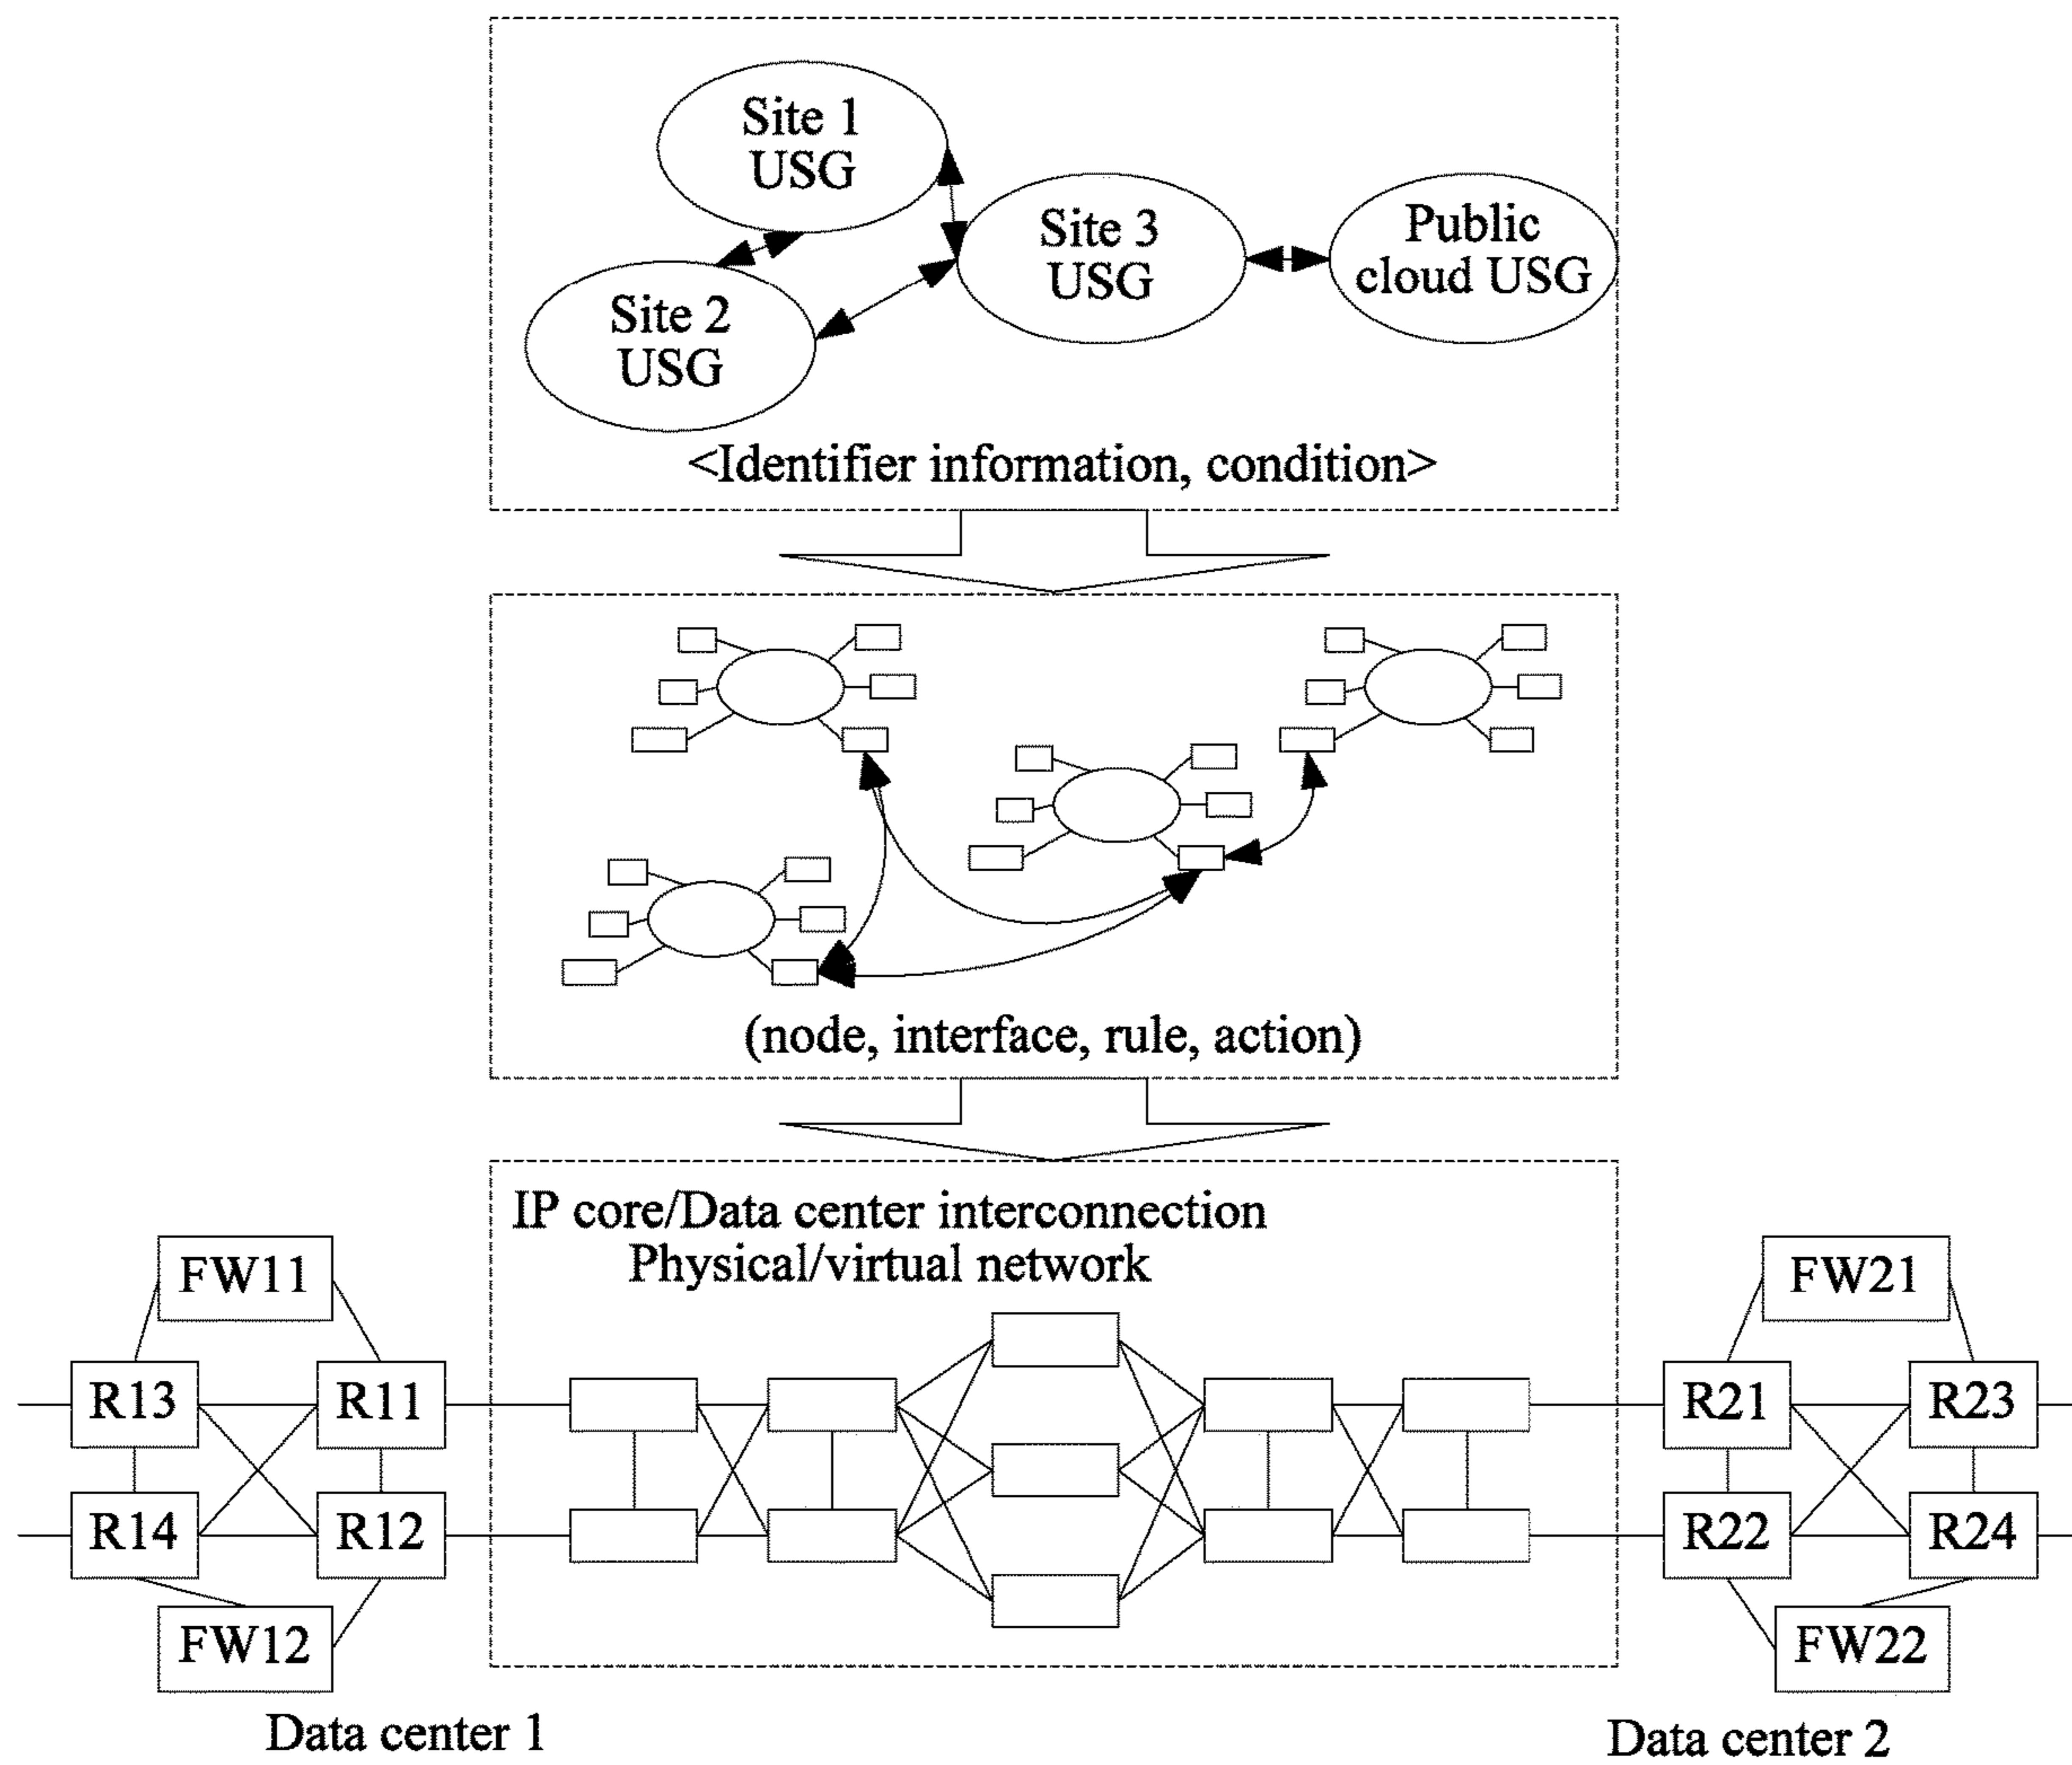 Site 1
USG
Site 2
USG
Site 3
USG
Public
cloud USG
<Identifier information, condition>
(node, interface, rule, action)
IP core/Data center interconnection
Physical/virtual network
FW11
R13
R11
R14
R12
FW12
Data center 1
FW21
R21
R23
R22
R24
FW22
Data center 2